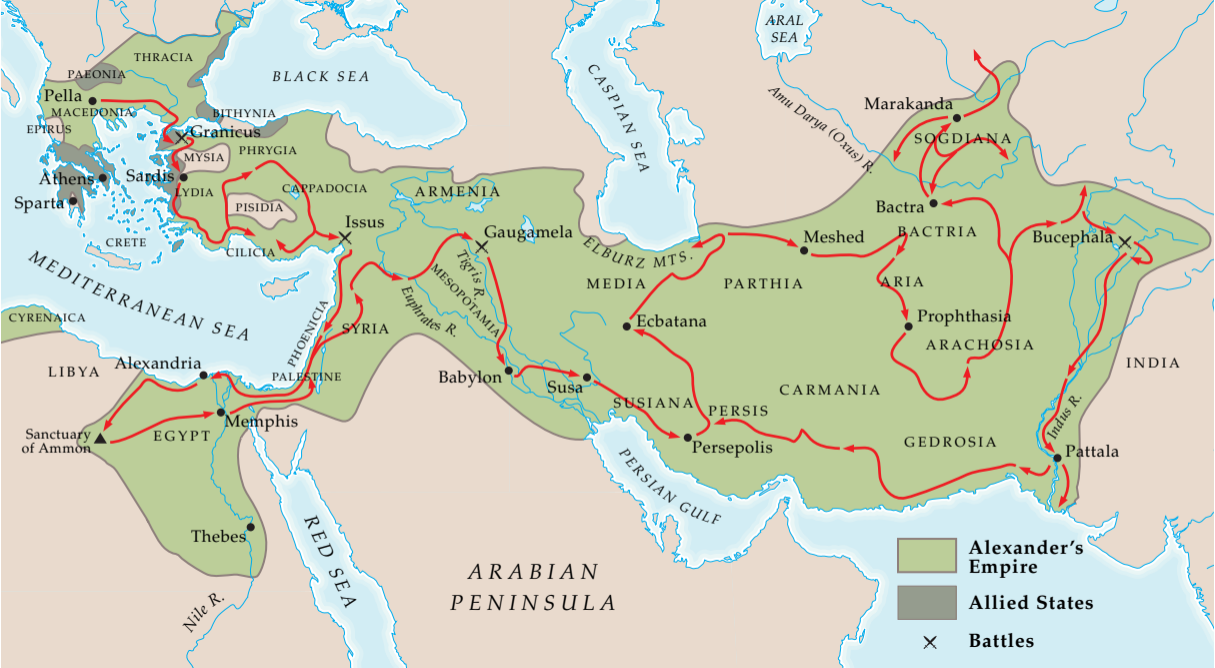 ARAL
SEA
THRACIA
BLACK SEA
PAEONIA
CASPIAN SEA
Amu Darya (Oxus) R.
Pella
MACEDONIA
BITHYNIA
Marakanda
EPIRUS
Granicus
SOGDIANA
MYSIA
PHRYGIA
Athens
Sardis
LYDIA
CAPPADOCIA
ARMENIA
Sparta
PISIDIA
Bactra
Issus
Gaugamela
BACTRIA
Bucephala
Meshed
CRETE
CILICIA
ELBURZ MTS.
MEDITERRANEAN SEA
Tigris R.
MESOPOTAMIA
MEDIA
PARTHIA
ARIA
Euphrates R.
CYRENAICA
PHOENICIA
SYRIA
Ecbatana
Prophthasia
ARACHOSIA
LIBYA
Alexandria
PALESTINE
Babylon
Susa
INDIA
CARMANIA
SUSIANA
PERSIS
Indus R.
Memphis
Sanctuary
of Ammon
EGYPT
Persepolis
GEDROSIA
Pattala
PERSIAN GULF
Thebes
RED SEA
ARABIAN
PENINSULA
Nile R.
Alexander's
Empire
Allied States
Battles